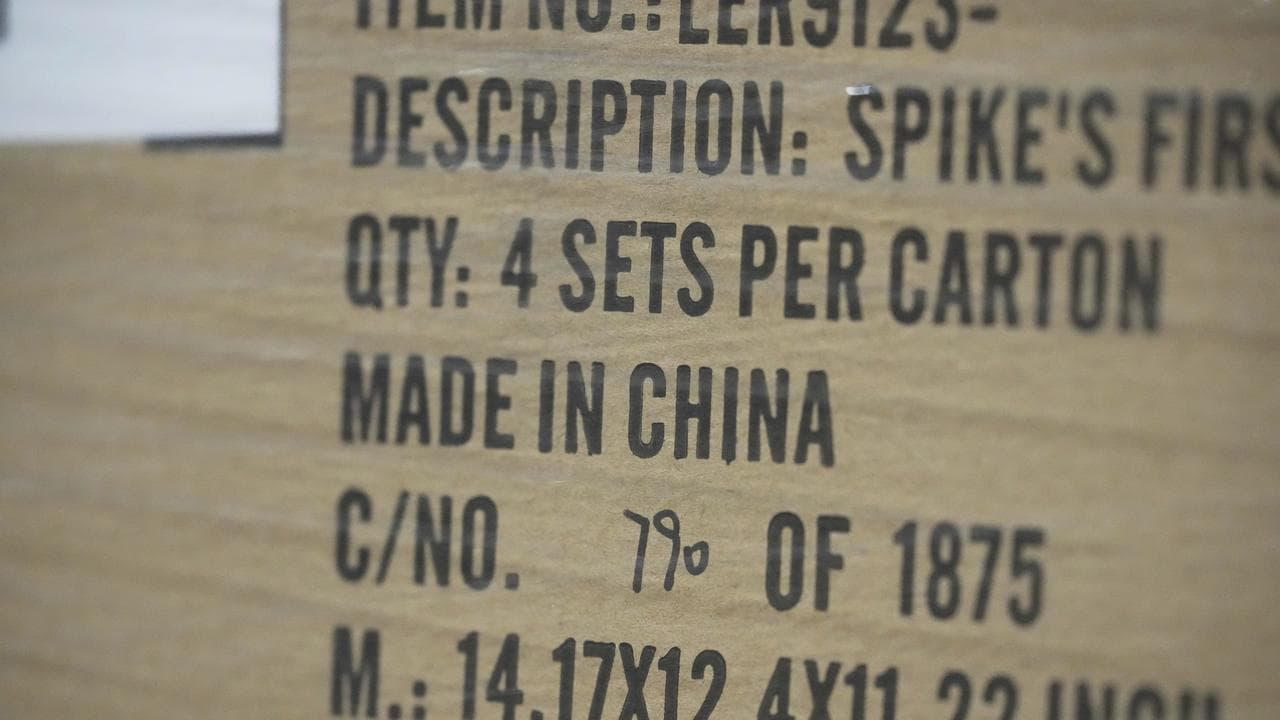 ITEM NO.: LER9123-
DESCRIPTION: SPIKE'S FIRS
QTY: 4 SETS PER CARTON
MADE IN CHINA
C/NO. 790 OF 1875
M.: 14.17X12.4X11.22 INCH